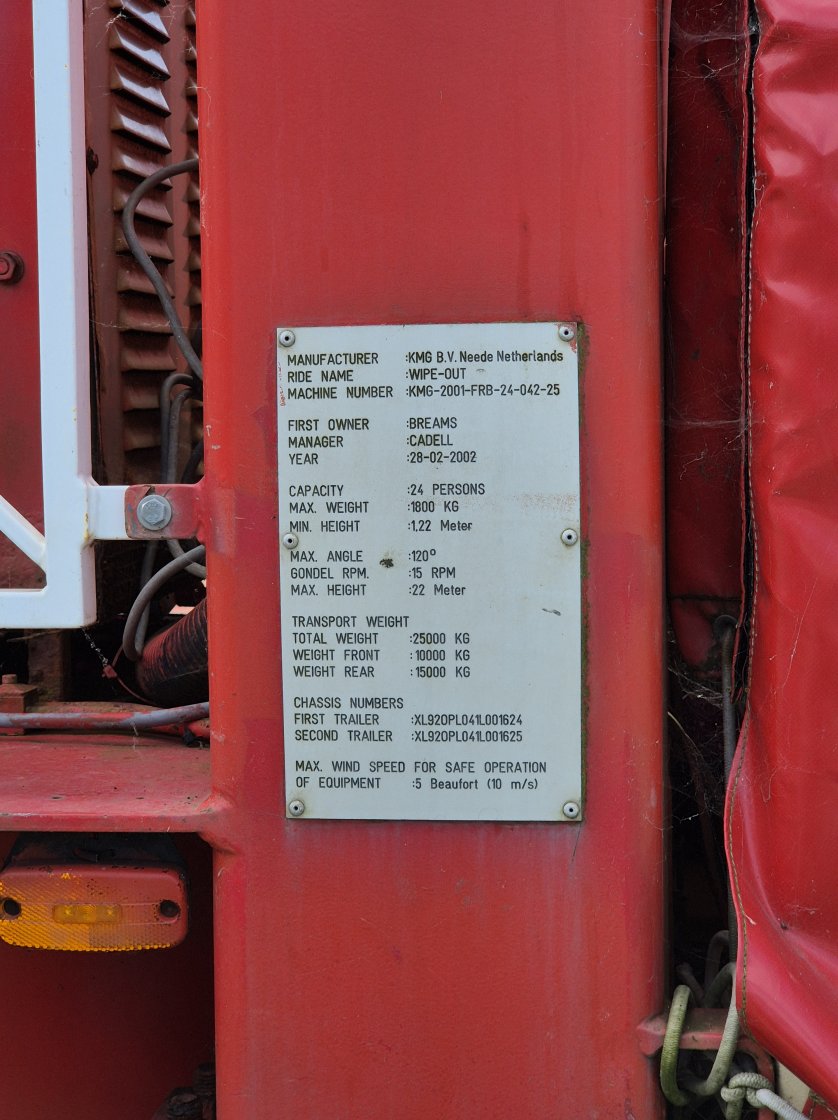 MANUFACTURER :KMG B.V. Neede Netherlands
RIDE NAME :WIPE-OUT
MACHINE NUMBER :KMG-2001-FRB-24-042-25
FIRST OWNER :BREAMS
MANAGER :CADELL
YEAR :28-02-2002
CAPACITY :24 PERSONS
MAX. WEIGHT :1800 KG
MIN. HEIGHT :1,22 Meter
MAX. ANGLE :120°
GONDEL RPM. :15 RPM
MAX. HEIGHT :22 Meter
TRANSPORT WEIGHT
TOTAL WEIGHT :25000 KG
WEIGHT FRONT :10000 KG
WEIGHT REAR :15000 KG
CHASSIS NUMBERS
FIRST TRAILER :XL920PL041L001624
SECOND TRAILER :XL920PL041L001625
MAX. WIND SPEED FOR SAFE OPERATION
OF EQUIPMENT :5 Beaufort (10 m/s)